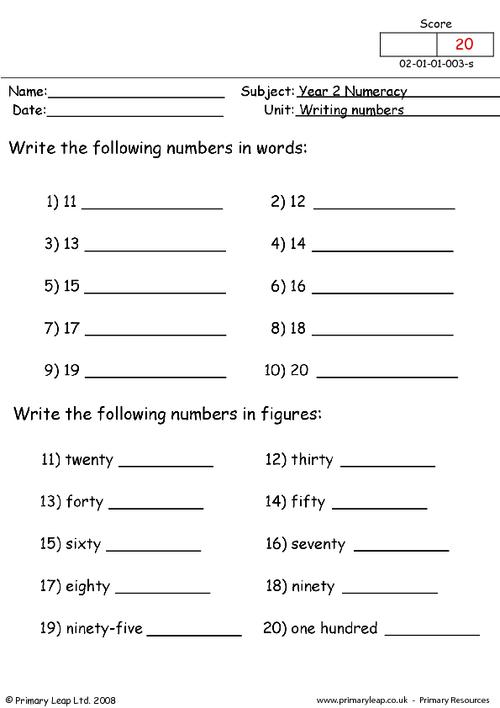 Score
20
02-01-01-003-s
Name: Subject: Year 2 Numeracy
Date: Unit: Writing numbers
Write the following numbers in words:
1) 11 2) 12
3) 13 4) 14
5) 15 6) 16
7) 17 8) 18
9) 19 10) 20
Write the following numbers in figures:
11) twenty 12) thirty
13) forty 14) fifty
15) sixty 16) seventy
17) eighty 18) ninety
19) ninety-five 20) one hundred
© Primary Leap Ltd. 2008 www.primaryleap.co.uk - Primary Resources